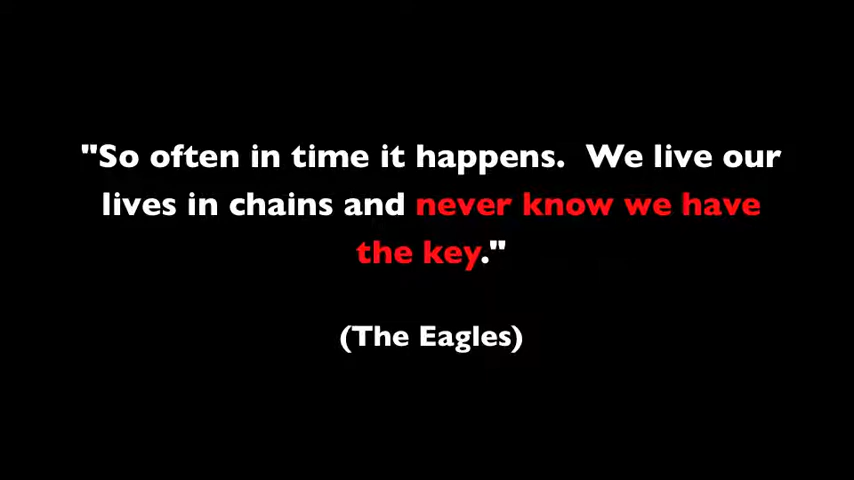 "So often in time it happens.  We live our
lives in chains and never know we have
the key."
(The Eagles)